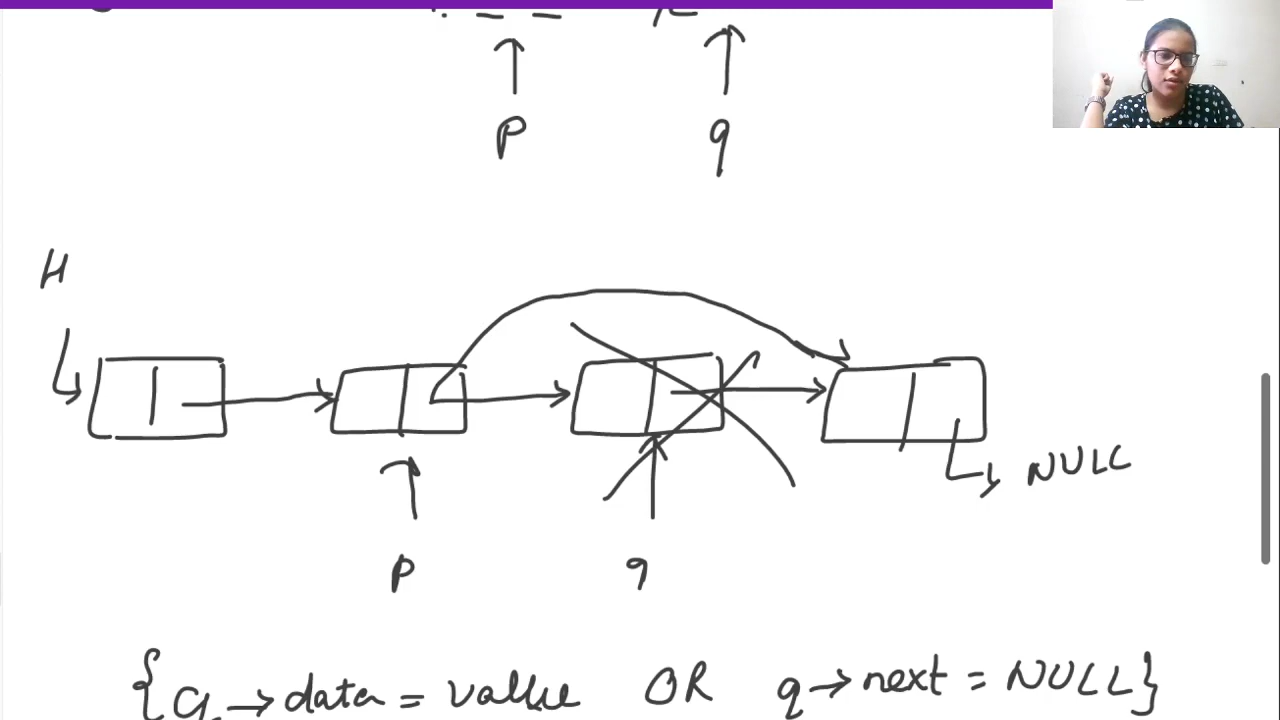 p q
H
NULL
p q
{q → data = value OR q → next = NULL}